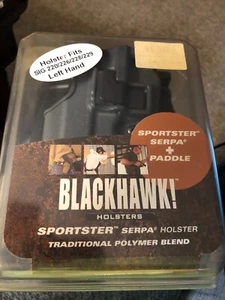 Holster Fits
SIG 220/226/228/229
Left Hand
SPORTSTER™
SERPA®
+
PADDLE
BLACKHAWK!™
HOLSTERS
SPORTSTER™ SERPA® HOLSTER
TRADITIONAL POLYMER BLEND